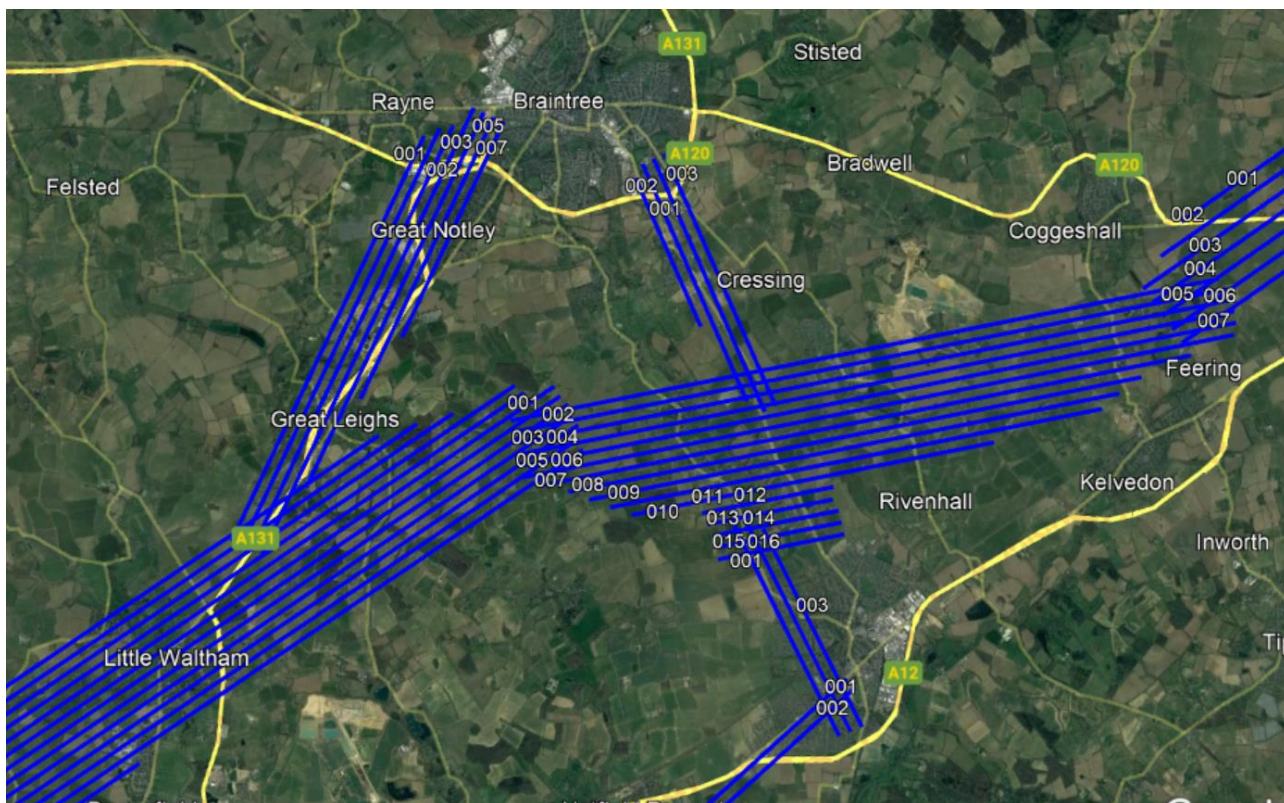 A131
Stisted
Rayne
Braintree
005
003
007
001
002
A120
003
Bradwell
A120
Felsted
002
001
001
002
Great Notley
Coggeshall
003
Cressing
004
005
006
007
Feering
001
002
Great Leighs
003
004
005
006
007
008
009
011
012
Kelvedon
010
Rivenhall
013
014
A131
015
016
Inworth
001
003
Little Waltham
A12
001
002